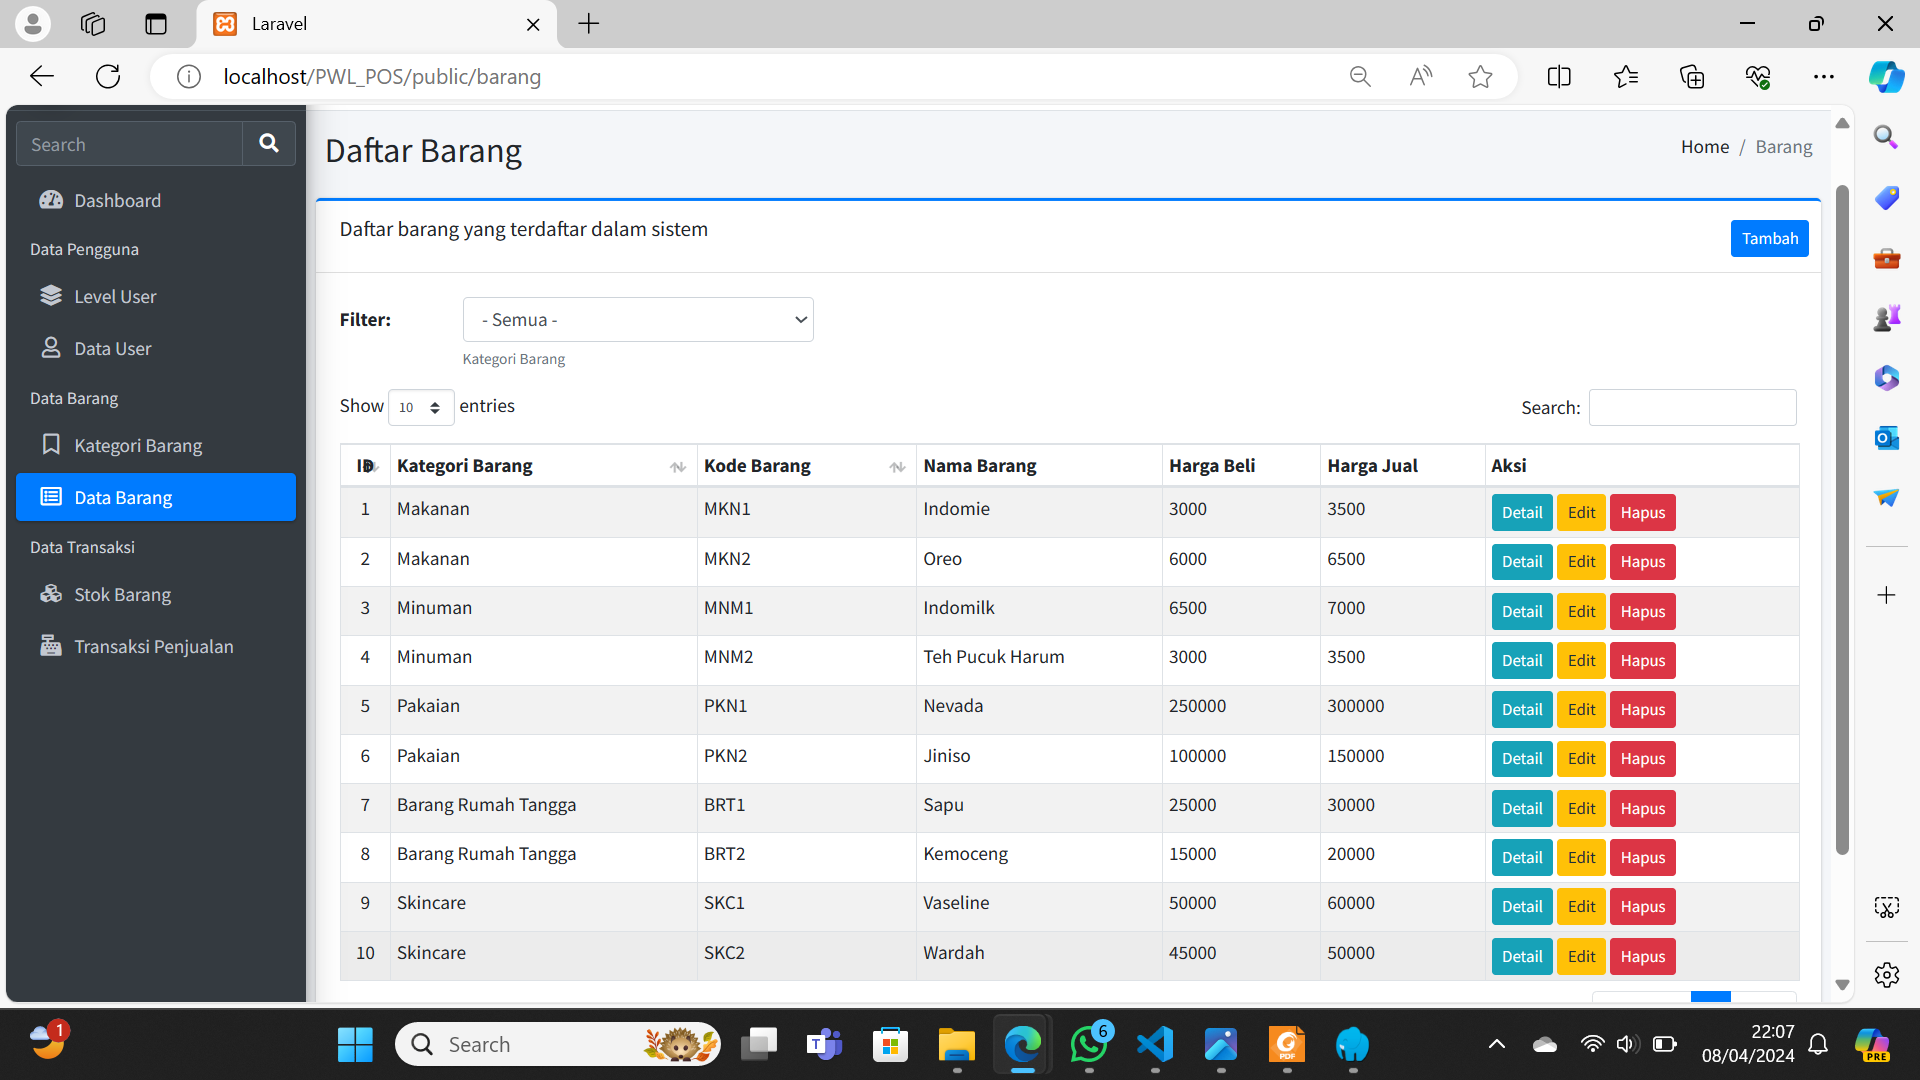 Laravel
localhost/PWL_POS/public/barang
Search
Dashboard
Data Pengguna
Level User
Data User
Data Barang
Kategori Barang
Data Barang
Data Transaksi
Stok Barang
Transaksi Penjualan
Daftar Barang
Home / Barang
Daftar barang yang terdaftar dalam sistem
Tambah
Filter: - Semua -
Kategori Barang
Show 10 entries
Search:
ID Kategori Barang Kode Barang Nama Barang Harga Beli Harga Jual Aksi
1 Makanan MKN1 Indomie 3000 3500 Detail Edit Hapus
2 Makanan MKN2 Oreo 6000 6500 Detail Edit Hapus
3 Minuman MNM1 Indomilk 6500 7000 Detail Edit Hapus
4 Minuman MNM2 Teh Pucuk Harum 3000 3500 Detail Edit Hapus
5 Pakaian PKN1 Nevada 250000 300000 Detail Edit Hapus
6 Pakaian PKN2 Jiniso 100000 150000 Detail Edit Hapus
7 Barang Rumah Tangga BRT1 Sapu 25000 30000 Detail Edit Hapus
8 Barang Rumah Tangga BRT2 Kemoceng 15000 20000 Detail Edit Hapus
9 Skincare SKC1 Vaseline 50000 60000 Detail Edit Hapus
10 Skincare SKC2 Wardah 45000 50000 Detail Edit Hapus
1
Search
6
PDF
22:07
08/04/2024
PRE